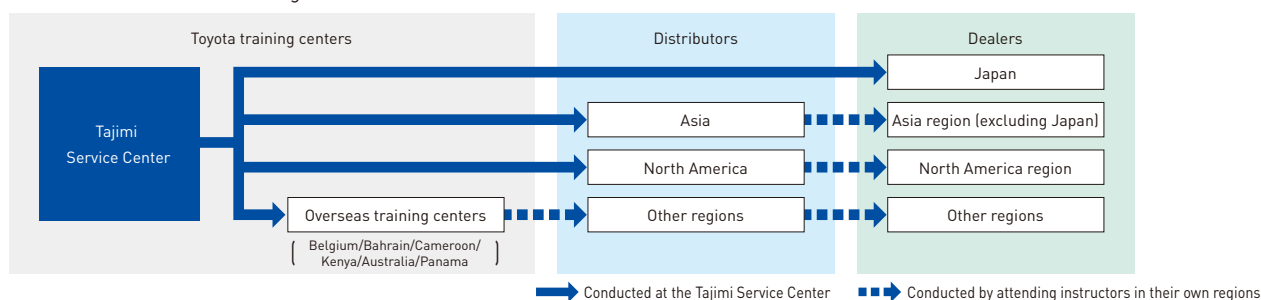 Toyota training centers
Distributors
Dealers
Tajimi
Service Center
Japan
Asia
Asia region (excluding Japan)
North America
North America region
Overseas training centers
Other regions
Other regions
Belgium/Bahrain/Cameroon/
Kenya/Australia/Panama
Conducted at the Tajimi Service Center
Conducted by attending instructors in their own regions